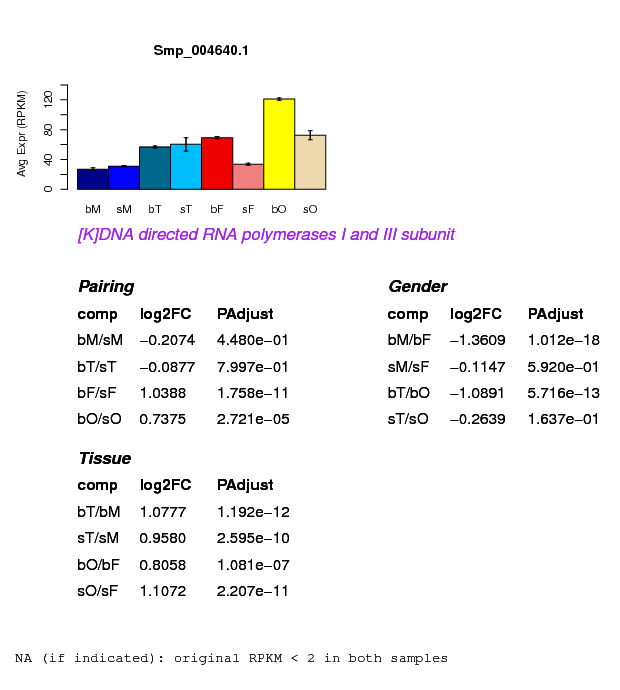 Smp_004640.1
Avg Expr (RPKM)
0 40 80 120
bM sM bT sT bF sF bO sO
[K]DNA directed RNA polymerases I and III subunit
Pairing
comp log2FC PAdjust
bM/sM −0.2074 4.480e−01
bT/sT −0.0877 7.997e−01
bF/sF 1.0388 1.758e−11
bO/sO 0.7375 2.721e−05
Gender
comp log2FC PAdjust
bM/bF −1.3609 1.012e−18
sM/sF −0.1147 5.920e−01
bT/bO −1.0891 5.716e−13
sT/sO −0.2639 1.637e−01
Tissue
comp log2FC PAdjust
bT/bM 1.0777 1.192e−12
sT/sM 0.9580 2.595e−10
bO/bF 0.8058 1.081e−07
sO/sF 1.1072 2.207e−11
NA (if indicated): original RPKM < 2 in both samples